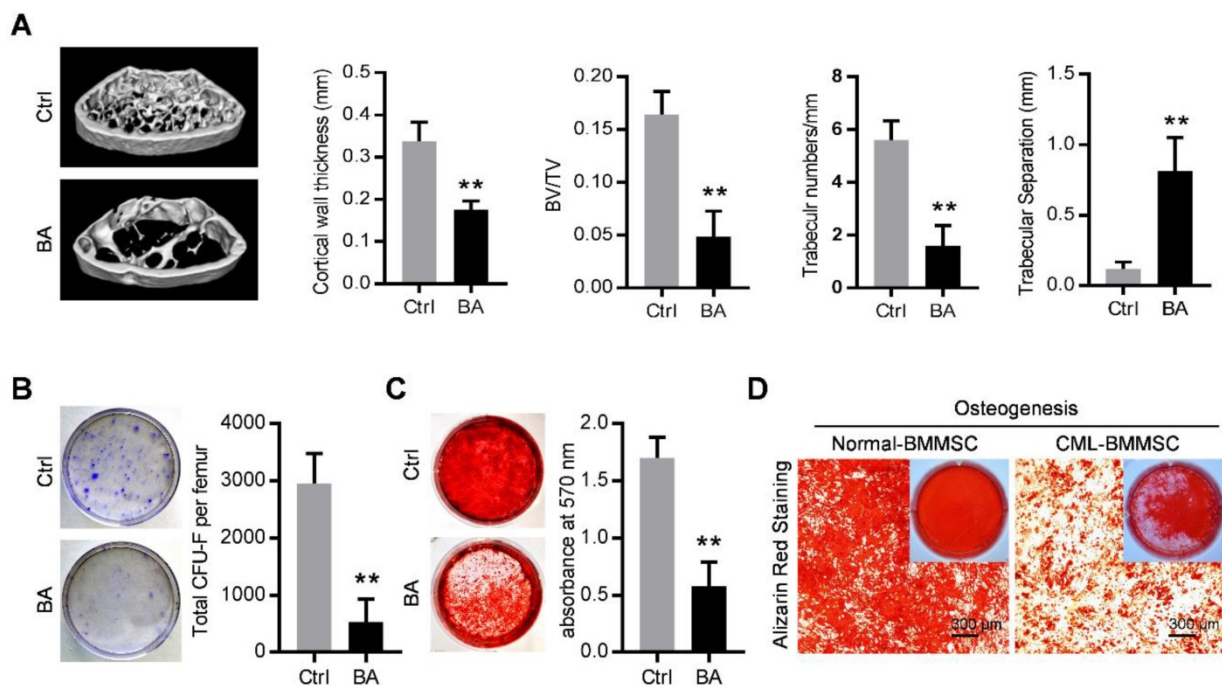 A
Ctrl
BA
Cortical wall thickness (mm)
0.5
0.4
0.3
0.2
0.1
Ctrl BA
**
BV/TV
0.20
0.15
0.10
0.05
0.00
Ctrl BA
**
Trabeculr numbers/mm
8
6
4
2
0
Ctrl BA
**
Trabecular Separation (mm)
1.5
1.0
0.5
0.0
Ctrl BA
**
B
Ctrl
BA
Total CFU-F per femur
4000
3000
2000
1000
0
Ctrl BA
**
C
Ctrl
BA
absorbance at 570 nm
2.0
1.5
1.0
0.5
0.0
Ctrl BA
**
D
Osteogenesis
Normal-BMMSC CML-BMMSC
Alizarin Red Staining
300 μm 300 μm